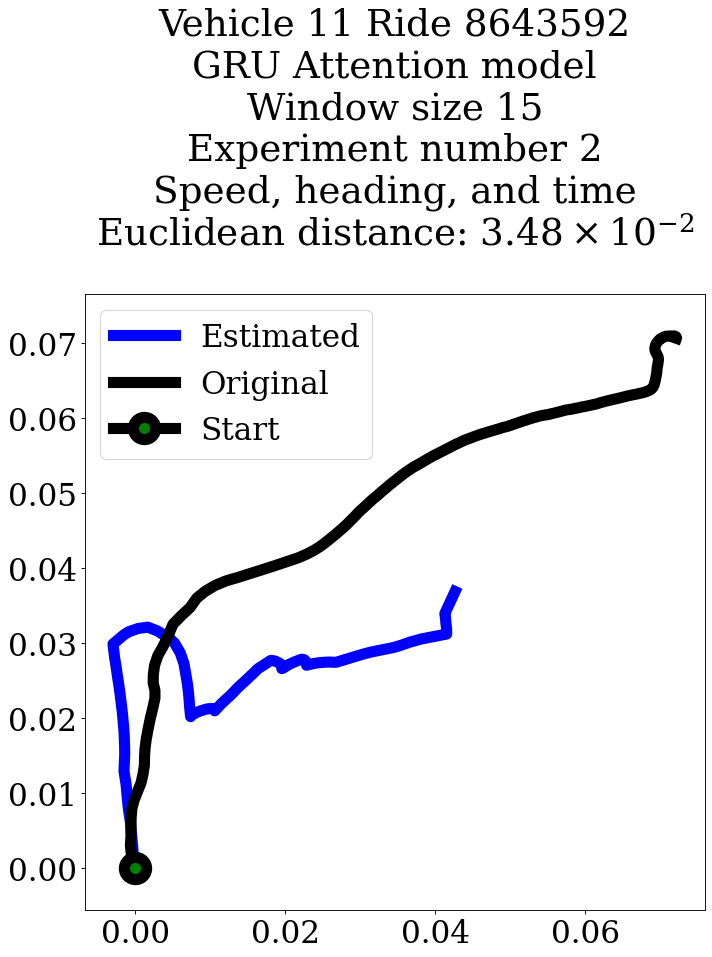 Vehicle 11 Ride 8643592
GRU Attention model
Window size 15
Experiment number 2
Speed, heading, and time
Euclidean distance: 3.48 × 10⁻²
Estimated
Original
Start
0.07
0.06
0.05
0.04
0.03
0.02
0.01
0.00
0.00 0.02 0.04 0.06